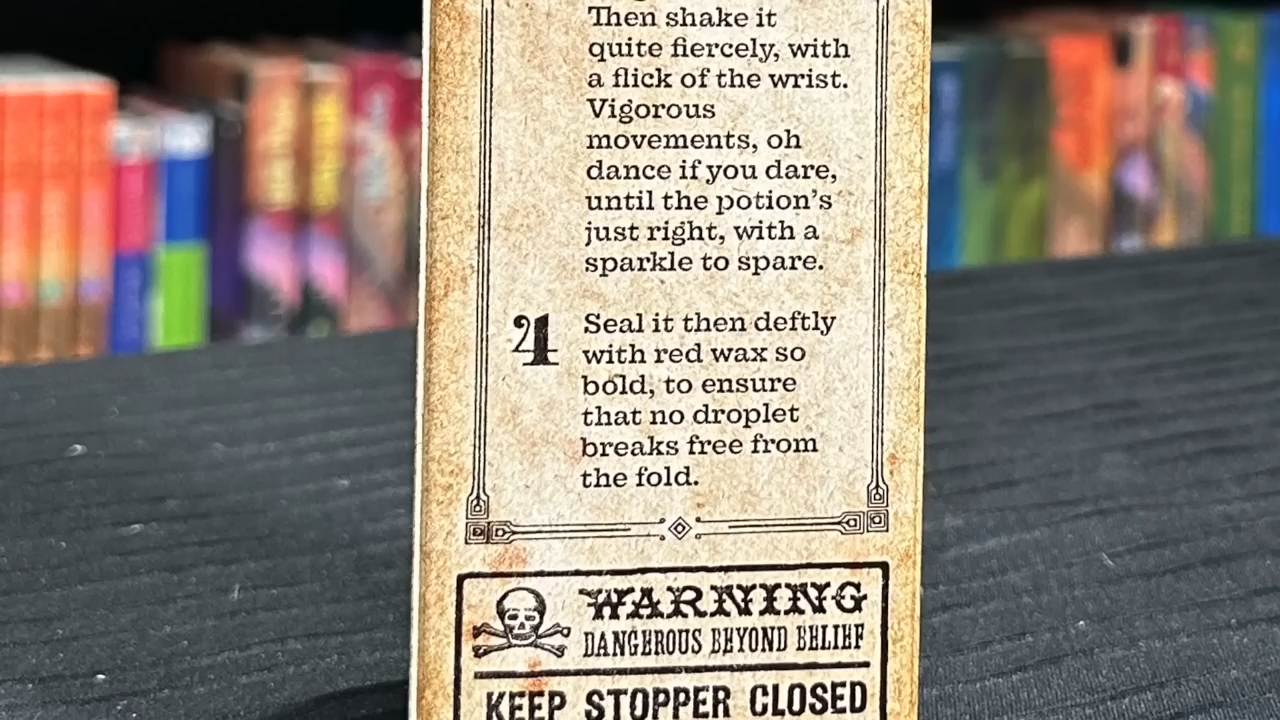 Then shake it
quite fiercely, with
a flick of the wrist.
Vigorous
movements, oh
dance if you dare,
until the potion's
just right, with a
sparkle to spare.
4 Seal it then deftly
with red wax so
bold, to ensure
that no droplet
breaks free from
the fold.
WARNING
DANGEROUS BEYOND BELIEF
KEEP STOPPER CLOSED